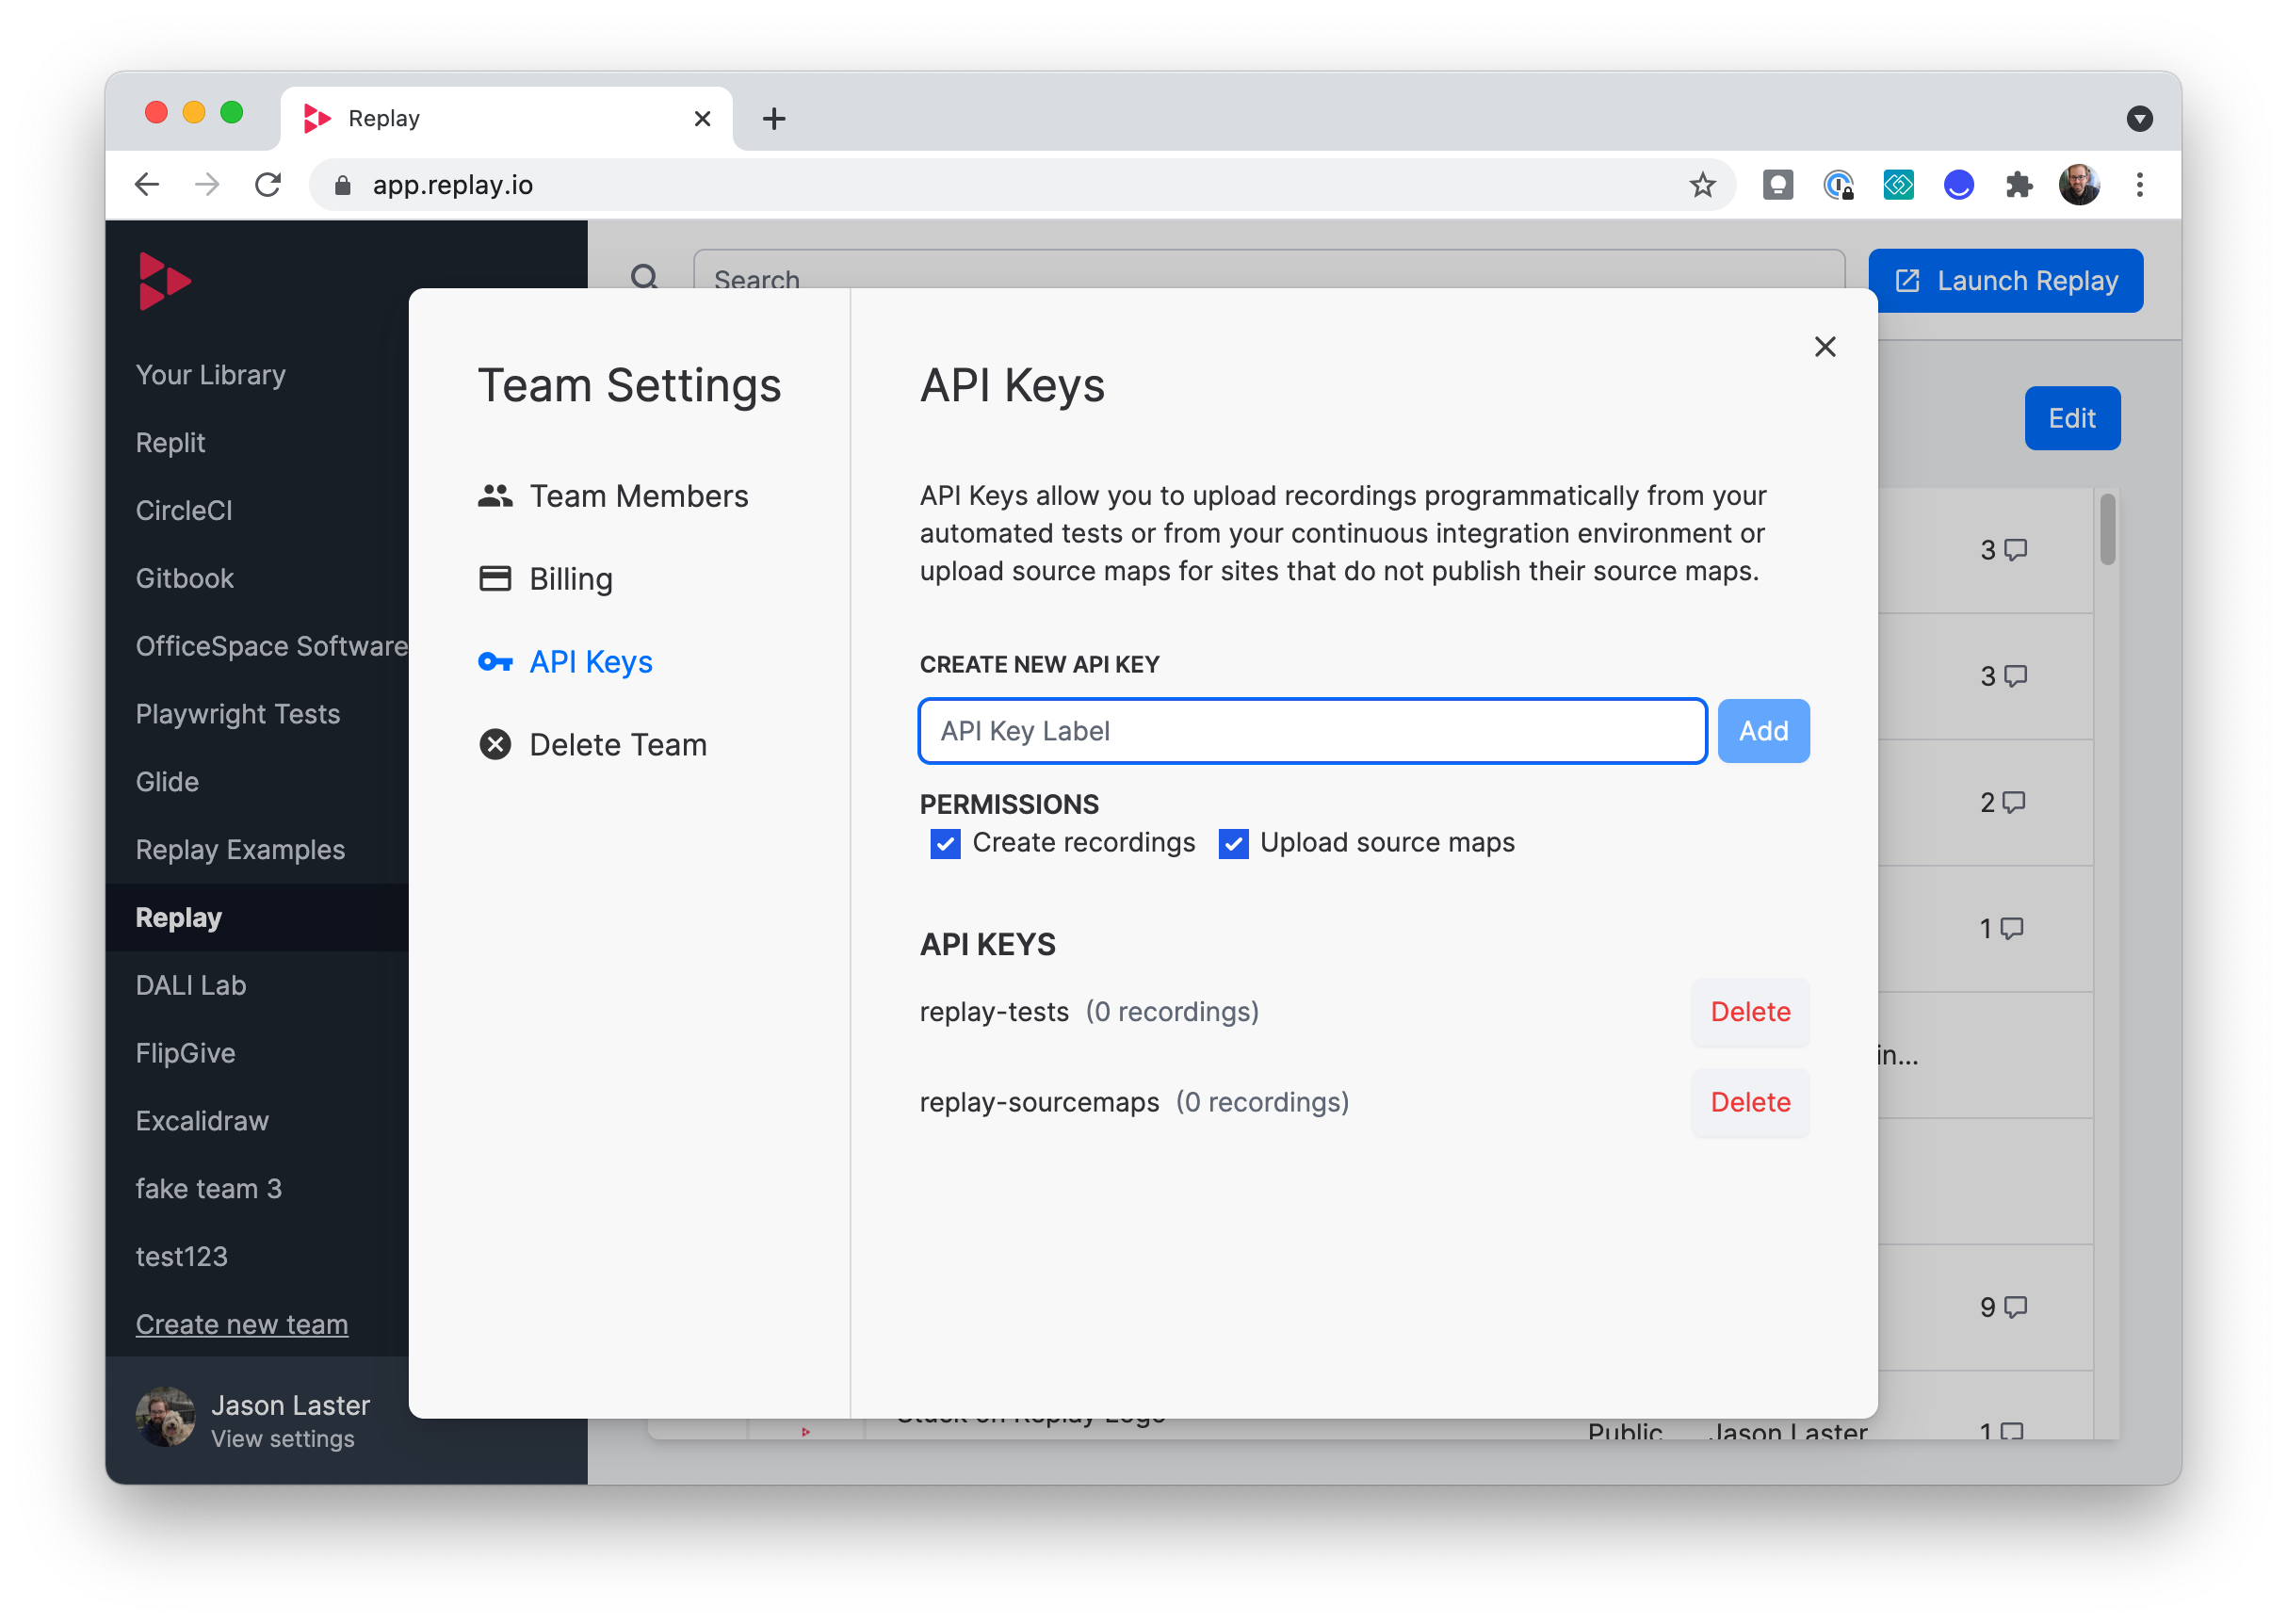 Replay
app.replay.io
Search
Launch Replay
Your Library
Replit
CircleCI
Gitbook
OfficeSpace Software
Playwright Tests
Glide
Replay Examples
Replay
DALI Lab
FlipGive
Excalidraw
fake team 3
test123
Create new team
Jason Laster
View settings
Team Settings
Team Members
Billing
API Keys
Delete Team
API Keys
API Keys allow you to upload recordings programmatically from your
automated tests or from your continuous integration environment or
upload source maps for sites that do not publish their source maps.
CREATE NEW API KEY
API Key Label
Add
PERMISSIONS
Create recordings Upload source maps
API KEYS
replay-tests (0 recordings) Delete
replay-sourcemaps (0 recordings) Delete
Edit
3
3
2
1
in...
9
Stuck on Replay Logo
Public Jason Laster 1